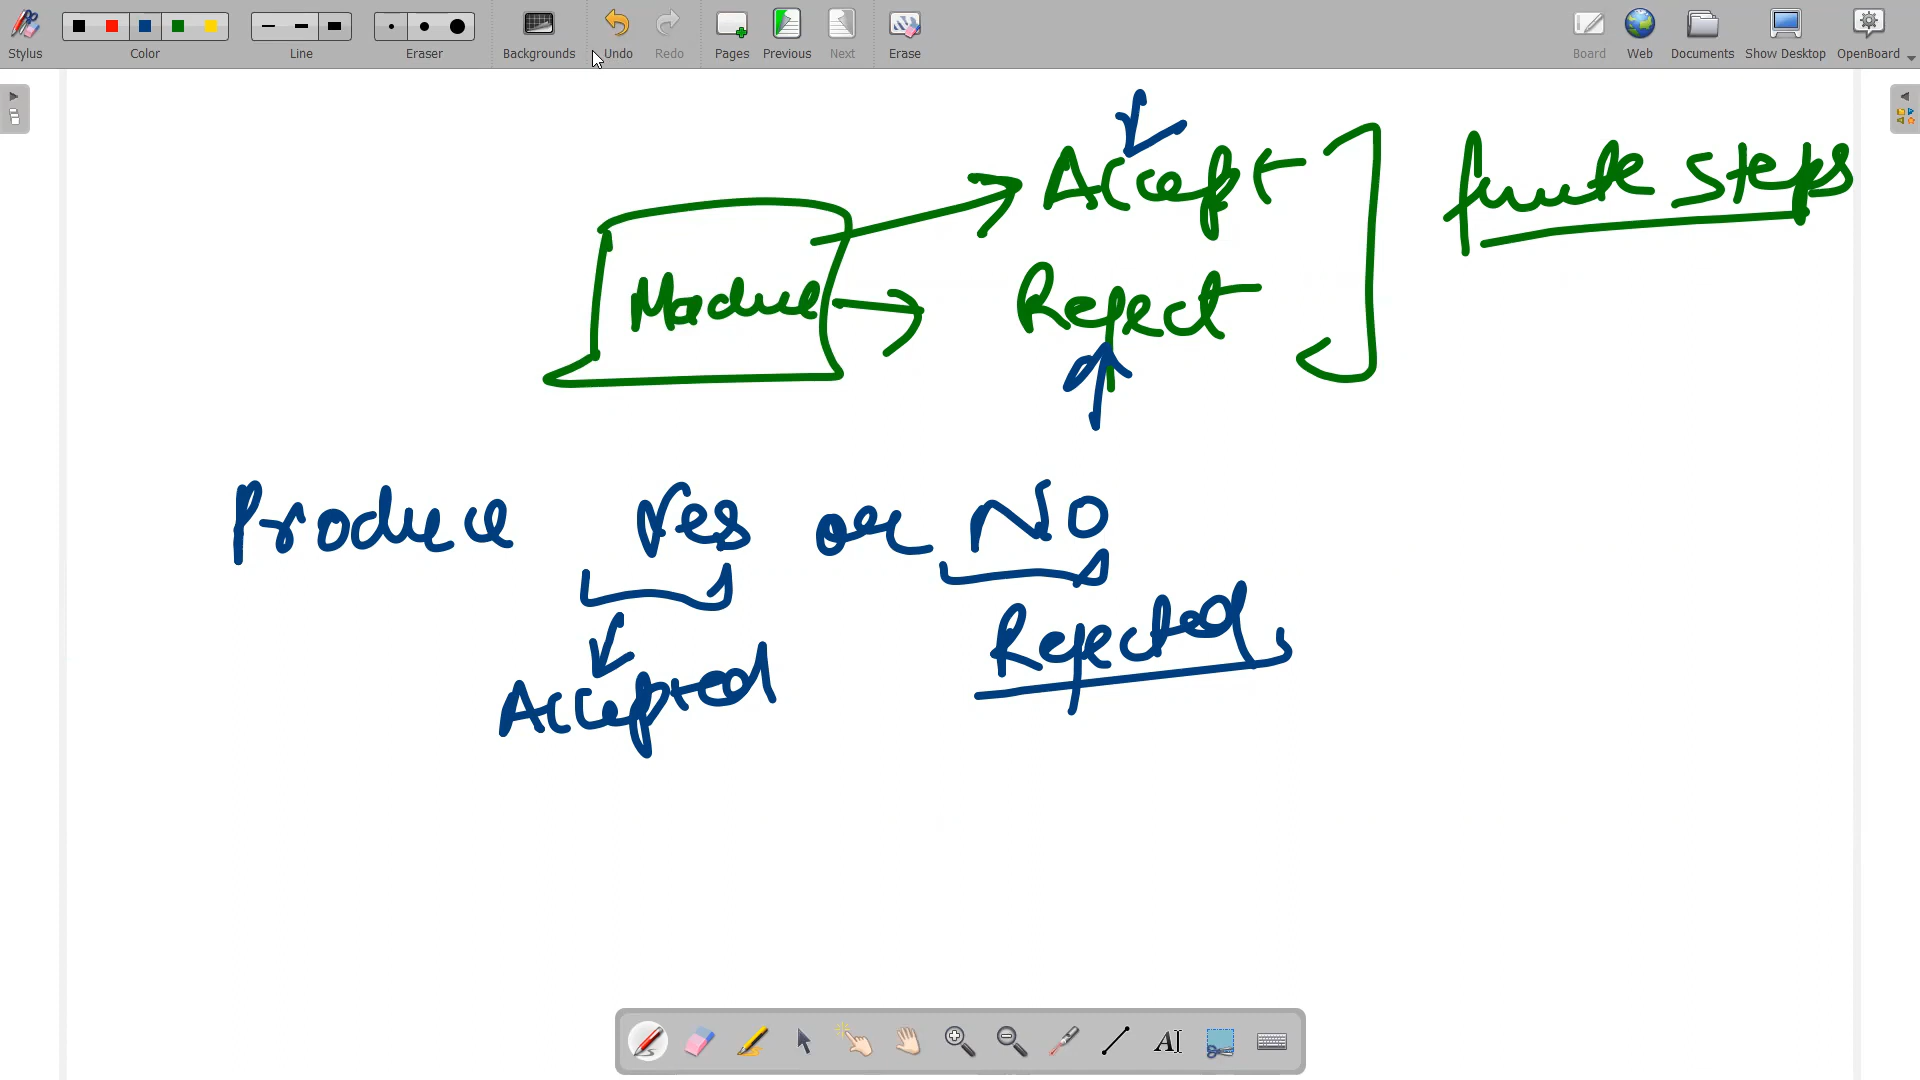 Stylus
Color
Line
Eraser
Backgrounds
Undo
Redo
Pages
Previous
Next
Erase
Board
Web
Documents
Show Desktop
OpenBoard
Accept
finite steps
Machine
Reject
Produce Yes or No
Accepted
Rejected